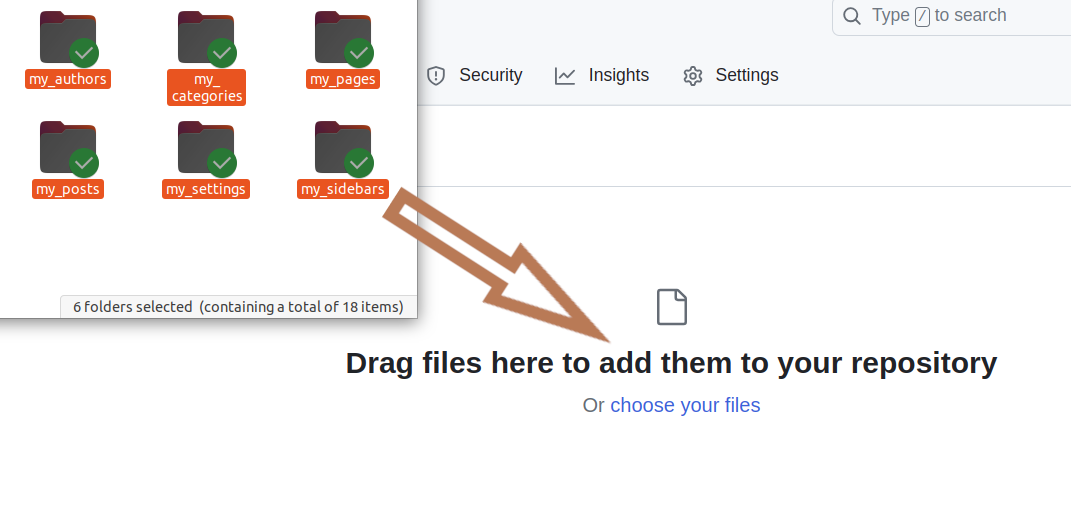 my_authors
my_
categories
my_pages
my_posts
my_settings
my_sidebars
6 folders selected (containing a total of 18 items)
Type / to search
Security
Insights
Settings
Drag files here to add them to your repository
Or choose your files